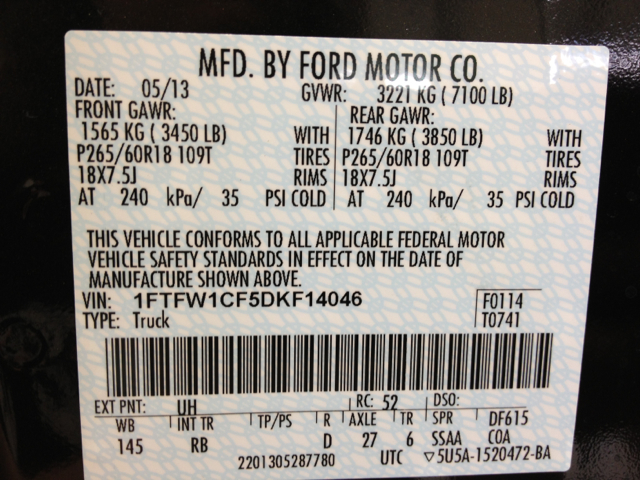 MFD. BY FORD MOTOR CO.
DATE: 05/13 GVWR: 3221 KG ( 7100 LB)
FRONT GAWR: REAR GAWR:
1565 KG ( 3450 LB) WITH 1746 KG ( 3850 LB) WITH
P265/60R18 109T TIRES P265/60R18 109T TIRES
18X7.5J RIMS 18X7.5J RIMS
AT 240 kPa/ 35 PSI COLD AT 240 kPa/ 35 PSI COLD
THIS VEHICLE CONFORMS TO ALL APPLICABLE FEDERAL MOTOR
VEHICLE SAFETY STANDARDS IN EFFECT ON THE DATE OF
MANUFACTURE SHOWN ABOVE.
VIN: 1FTFW1CF5DKF14046 F0114
TYPE: Truck T0741
EXT PNT: UH RC: 52 DSO:
WB INT TR TP/PS R AXLE TR SPR DF615
145 RB D 27 6 SSAA COA
2201305287780 UTC ▽5U5A-1520472-BA